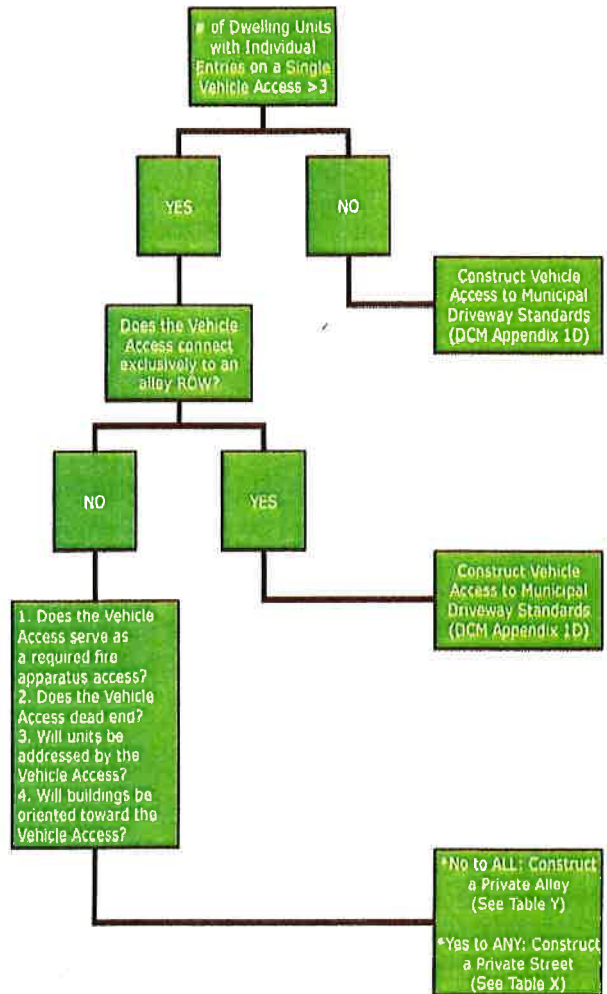 # of Dwelling Units
with Individual
Entries on a Single
Vehicle Access >3
YES
NO
Construct Vehicle
Access to Municipal
Driveway Standards
(DCM Appendix 1D)
Does the Vehicle
Access connect
exclusively to an
alley ROW?
NO
YES
Construct Vehicle
Access to Municipal
Driveway Standards
(DCM Appendix 1D)
1. Does the Vehicle
Access serve as
a required fire
apparatus access?
2. Does the Vehicle
Access dead end?
3. Will units be
addressed by the
Vehicle Access?
4. Will buildings be
oriented toward the
Vehicle Access?
*No to ALL: Construct
a Private Alley
(See Table Y)
*Yes to ANY: Construct
a Private Street
(See Table X)